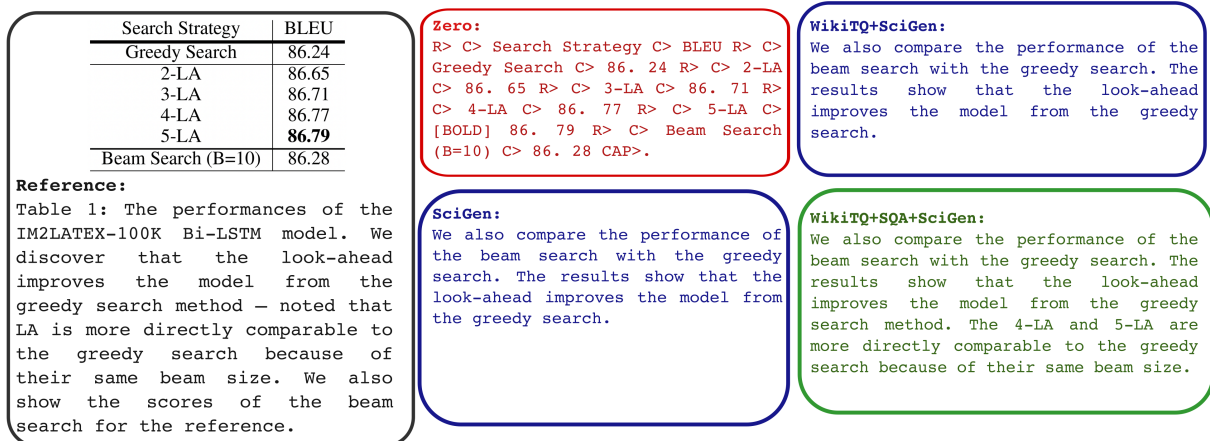 Search Strategy BLEU
Greedy Search 86.24
2-LA 86.65
3-LA 86.71
4-LA 86.77
5-LA 86.79
Beam Search (B=10) 86.28
Reference:
Table 1: The performances of the
IM2LATEX-100K Bi-LSTM model. We
discover that the look-ahead
improves the model from the
greedy search method – noted that
LA is more directly comparable to
the greedy search because of
their same beam size. We also
show the scores of the beam
search for the reference.
Zero:
R> C> Search Strategy C> BLEU R> C>
Greedy Search C> 86. 24 R> C> 2-LA
C> 86. 65 R> C> 3-LA C> 86. 71 R>
C> 4-LA C> 86. 77 R> C> 5-LA C>
[BOLD] 86. 79 R> C> Beam Search
(B=10) C> 86. 28 CAP>.
WikiTQ+SciGen:
We also compare the performance of the
beam search with the greedy search. The
results show that the look-ahead
improves the model from the greedy
search.
SciGen:
We also compare the performance of
the beam search with the greedy
search. The results show that the
look-ahead improves the model from
the greedy search.
WikiTQ+SQA+SciGen:
We also compare the performance of the
beam search with the greedy search. The
results show that the look-ahead
improves the model from the greedy
search method. The 4-LA and 5-LA are
more directly comparable to the greedy
search because of their same beam size.